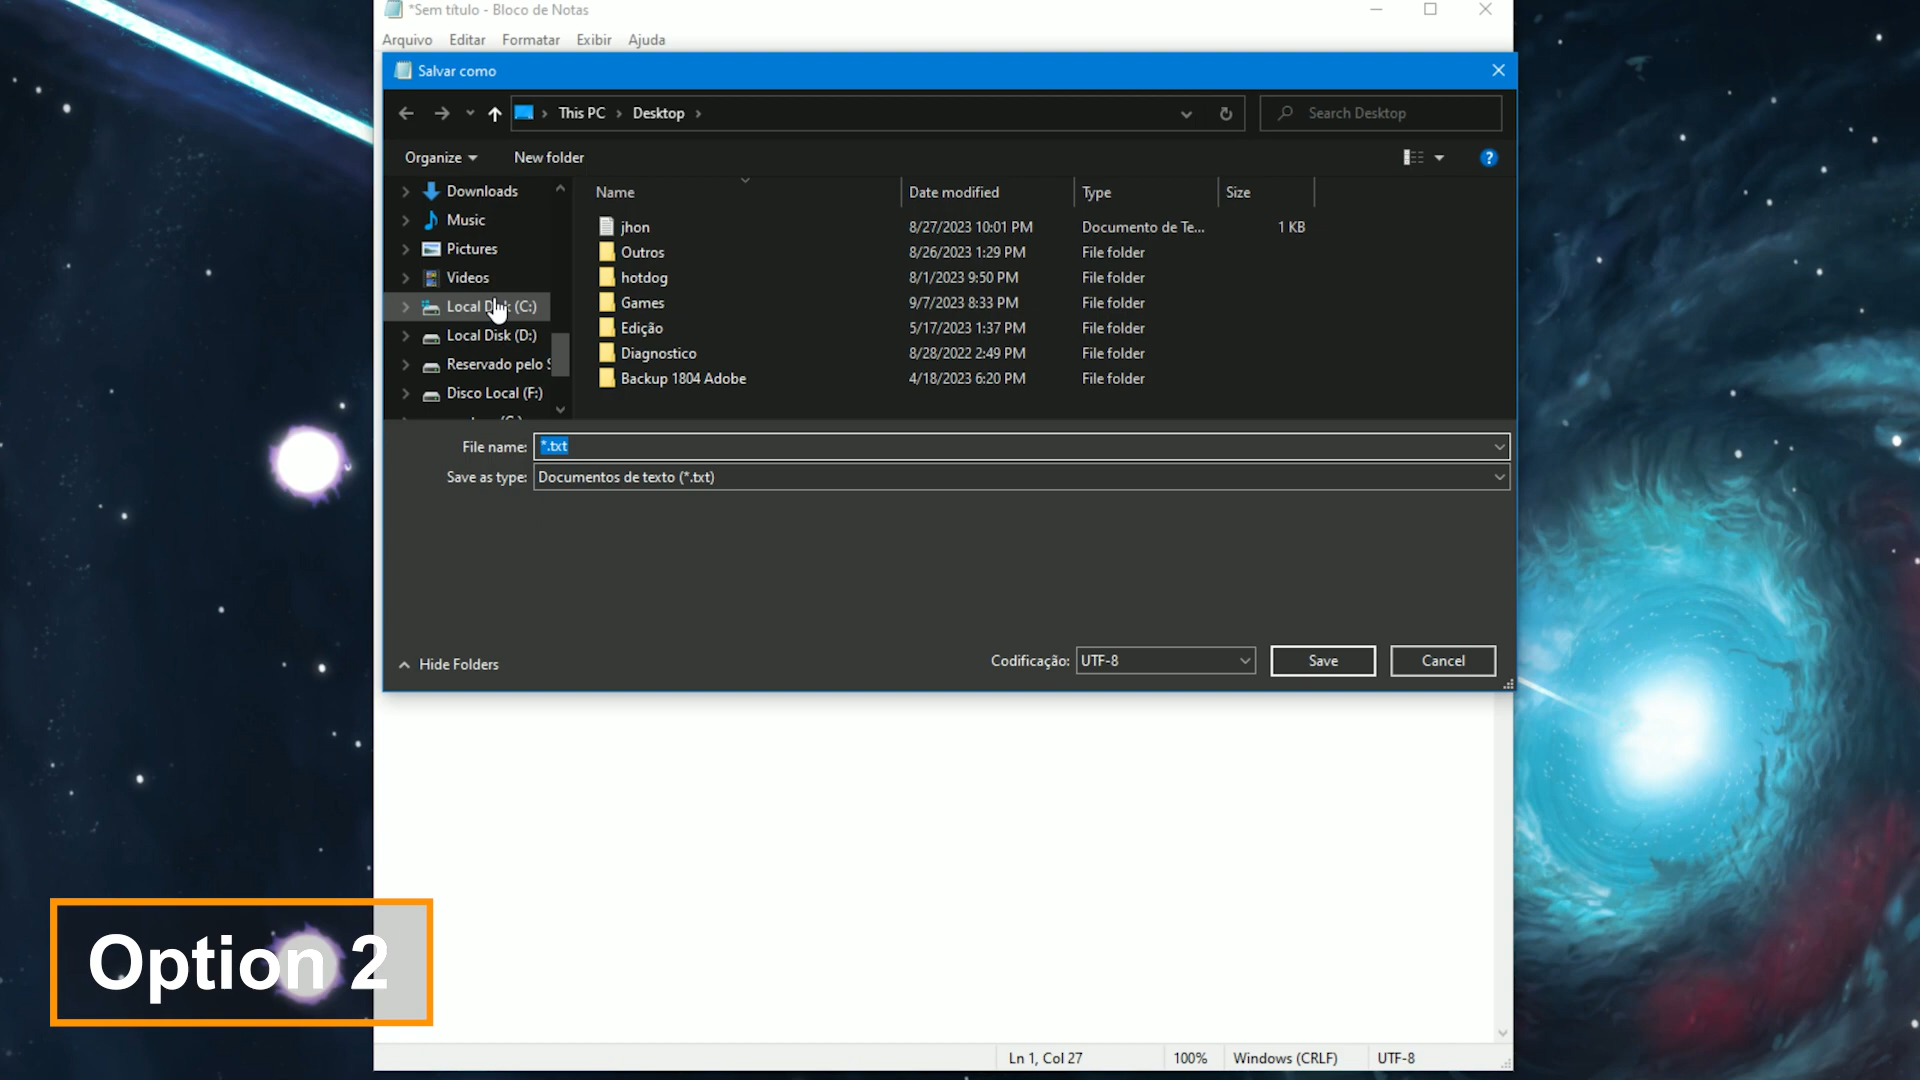 *Sem título - Bloco de Notas
Arquivo Editar Formatar Exibir Ajuda
Salvar como
This PC Desktop
Search Desktop
Organize New folder
Name Date modified Type Size
Downloads
Music
Pictures
Videos
Local Disk (C:)
Local Disk (D:)
Reservado pelo
Disco Local (F:)
jhon 8/27/2023 10:01 PM Documento de Te... 1 KB
Outros 8/26/2023 1:29 PM File folder
hotdog 8/1/2023 9:50 PM File folder
Games 9/7/2023 8:33 PM File folder
Edição 5/17/2023 1:37 PM File folder
Diagnostico 8/28/2022 2:49 PM File folder
Backup 1804 Adobe 4/18/2023 6:20 PM File folder
File name: *.txt
Save as type: Documentos de texto (*.txt)
Hide Folders
Codificação: UTF-8 Save Cancel
Option 2
Ln 1, Col 27 100% Windows (CRLF) UTF-8